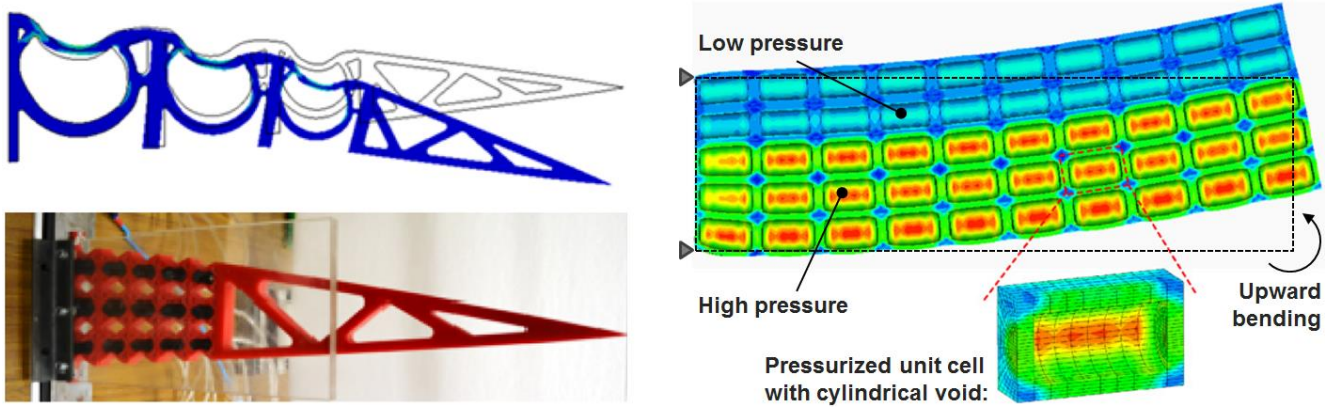 Low pressure
High pressure
Upward
bending
Pressurized unit cell
with cylindrical void: